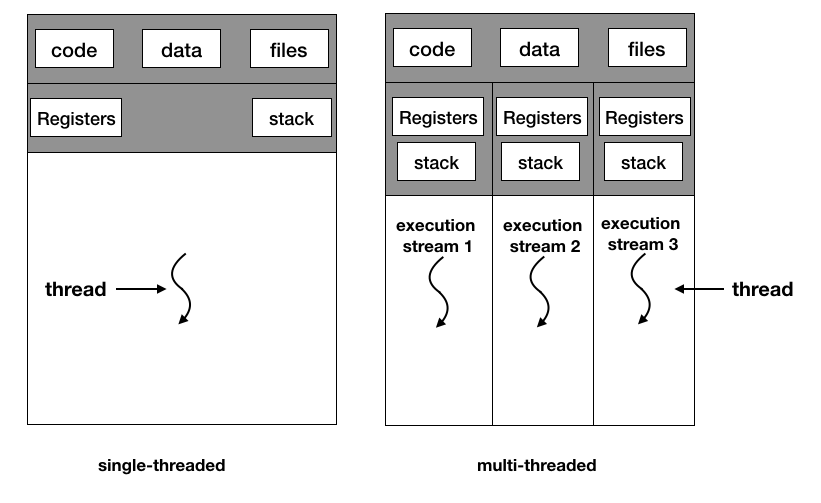 code data files
Registers stack
thread
single-threaded
code data files
Registers Registers Registers
stack stack stack
execution execution execution
stream 1 stream 2 stream 3
thread
multi-threaded